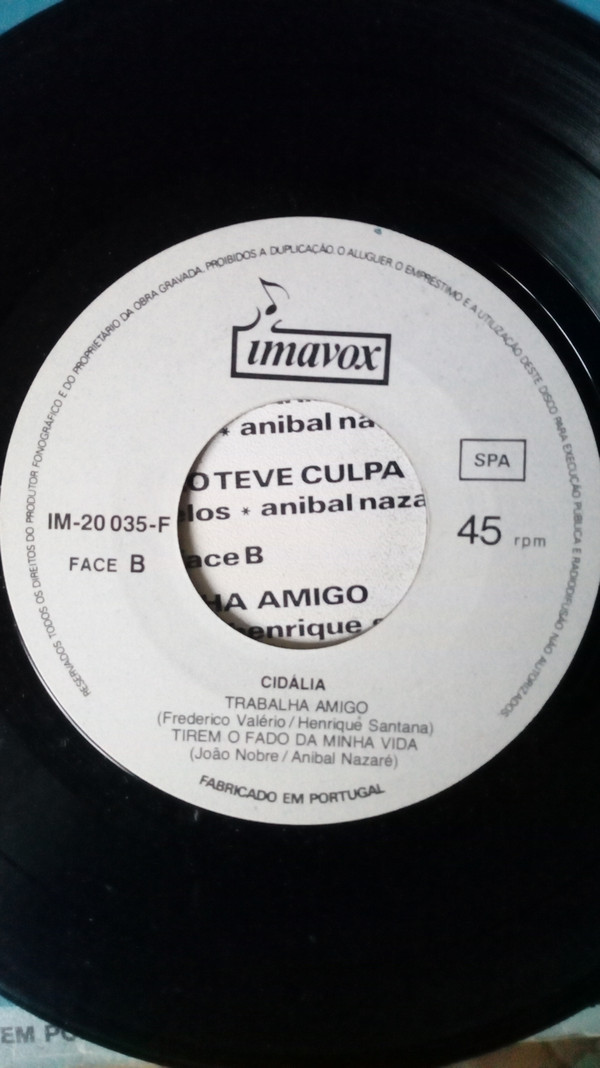 RESERVADOS TODOS OS DIREITOS DO PRODUTOR FONOGRÁFICO E DO PROPRIETÁRIO DA OBRA GRAVADA. PROIBIDOS A DUPLICAÇÃO, O ALUGUER, O EMPRÉSTIMO E A UTILIZAÇÃO DESTE DISCO PARA EXECUÇÃO PÚBLICA E RADIODIFUSÃO NÃO AUTORIZADOS.
imavox
* anibal na
O TEVE CULPA
los * anibal naza
ace B
HA AMIGO
enrique
SPA
IM-20 035-F
45 rpm
FACE B
CIDÁLIA
TRABALHA AMIGO
(Frederico Valério / Henrique Santana)
TIREM O FADO DA MINHA VIDA
(João Nobre / Anibal Nazaré)
FABRICADO EM PORTUGAL
EM PO